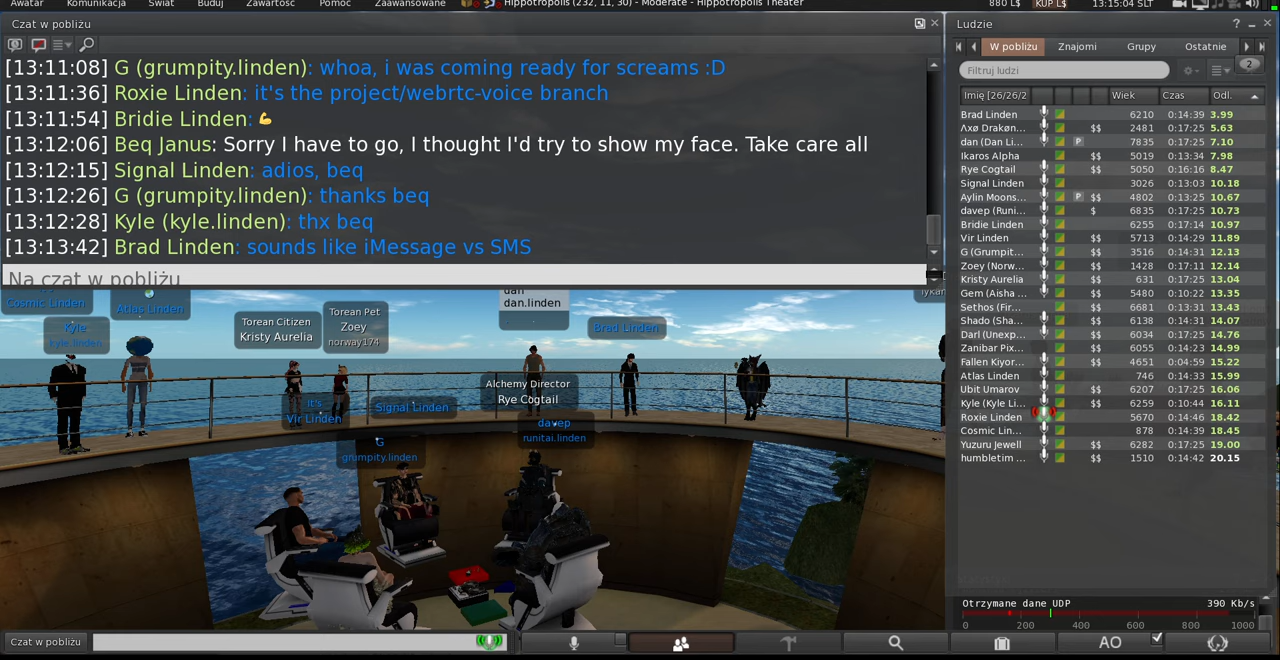 Awatar Komunikacja Świat Buduj Zawartość Pomoc Zaawansowane Hippotropolis (232, 11, 30) - Moderate - Hippotropolis Theater 880 L$ KUP L$ 13:15:04 SLT
Czat w pobliżu
[13:11:08] G (grumpity.linden): whoa, i was coming ready for screams :D
[13:11:36] Roxie Linden: it's the project/webrtc-voice branch
[13:11:54] Bridie Linden: 💪
[13:12:06] Beq Janus: Sorry I have to go, I thought I'd try to show my face. Take care all
[13:12:15] Signal Linden: adios, beq
[13:12:26] G (grumpity.linden): thanks beq
[13:12:28] Kyle (kyle.linden): thx beq
[13:13:42] Brad Linden: sounds like iMessage vs SMS
Na czat w pobliżu
Cosmic Linden
Atlas Linden
Kyle
kyle.linden
Torean Citizen
Kristy Aurelia
Torean Pet
Zoey
norway174
dan
dan.linden
Brad Linden
It's
Vir Linden
Signal Linden
Alchemy Director
Rye Cogtail
G
grumpity.linden
davep
runitai.linden
Czat w pobliżu
Ludzie ?
W pobliżu Znajomi Grupy Ostatnie
Filtruj ludzi 2
Imię [26/26/2 Wiek Czas Odl.
Brad Linden 6210 0:14:39 3.99
Λxσ Drakøn... $$ 2481 0:17:25 5.63
dan (Dan Li... P 7835 0:17:25 7.10
Ikaros Alpha $$ 5019 0:13:34 7.98
Rye Cogtail $$ 5050 0:16:16 8.47
Signal Linden 3026 0:13:03 10.18
Aylin Moons... P $$ 4802 0:13:25 10.67
davep (Runi... $ 6835 0:17:25 10.73
Bridie Linden 6255 0:17:14 10.97
Vir Linden $$ 5713 0:14:29 11.89
G (Grumpit... $$ 3516 0:14:31 12.13
Zoey (Norw... $$ 1428 0:17:11 12.14
Kristy Aurelia $$ 631 0:17:25 13.04
Gem (Aisha ... $$ 5480 0:10:22 13.35
Sethos (Fir... $$ 6681 0:13:31 13.43
Shado (Sha... $$ 6138 0:14:31 14.07
Darl (Unexp... $$ 6034 0:17:25 14.76
Zanibar Pix... $$ 6055 0:14:23 14.99
Fallen Kiyor... $$ 4651 0:04:59 15.22
Atlas Linden 746 0:14:33 15.99
Ubit Umarov $$ 6207 0:17:25 16.06
Kyle (Kyle Li... $$ 6259 0:10:44 16.11
Roxie Linden 5670 0:14:46 18.42
Cosmic Lin... 878 0:14:39 18.45
Yuzuru Jewell $$ 6282 0:17:25 19.00
humbletim ... $$ 1510 0:14:42 20.15
Otrzymane dane UDP 390 Kb/s
0 200 400 600 800 1000
AO